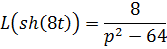 L(sh(8t)) = 8 / (p² − 64)